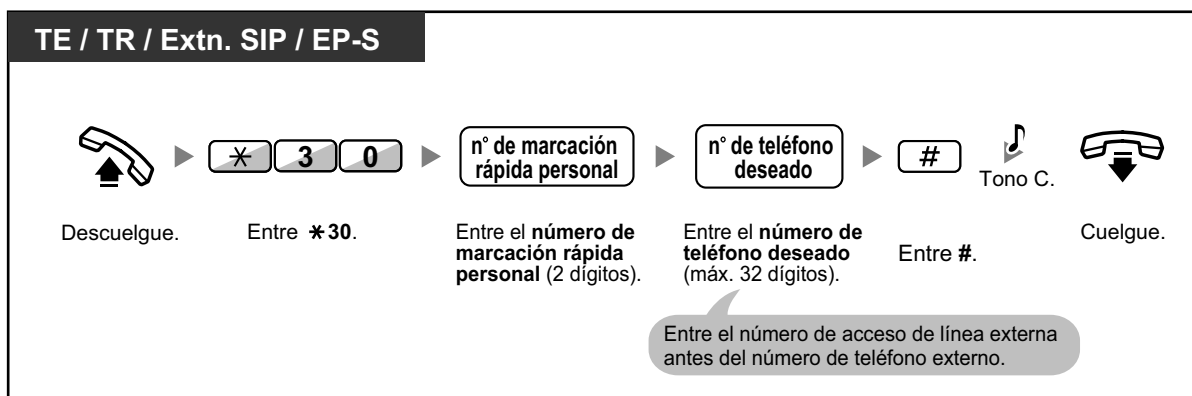 TE / TR / Extn. SIP / EP-S
* 3 0
n° de marcación
rápida personal
n° de teléfono
deseado
#
Tono C.
Descuelgue.
Entre *30.
Entre el número de
marcación rápida
personal (2 dígitos).
Entre el número de
teléfono deseado
(máx. 32 dígitos).
Entre #.
Cuelgue.
Entre el número de acceso de línea externa
antes del número de teléfono externo.